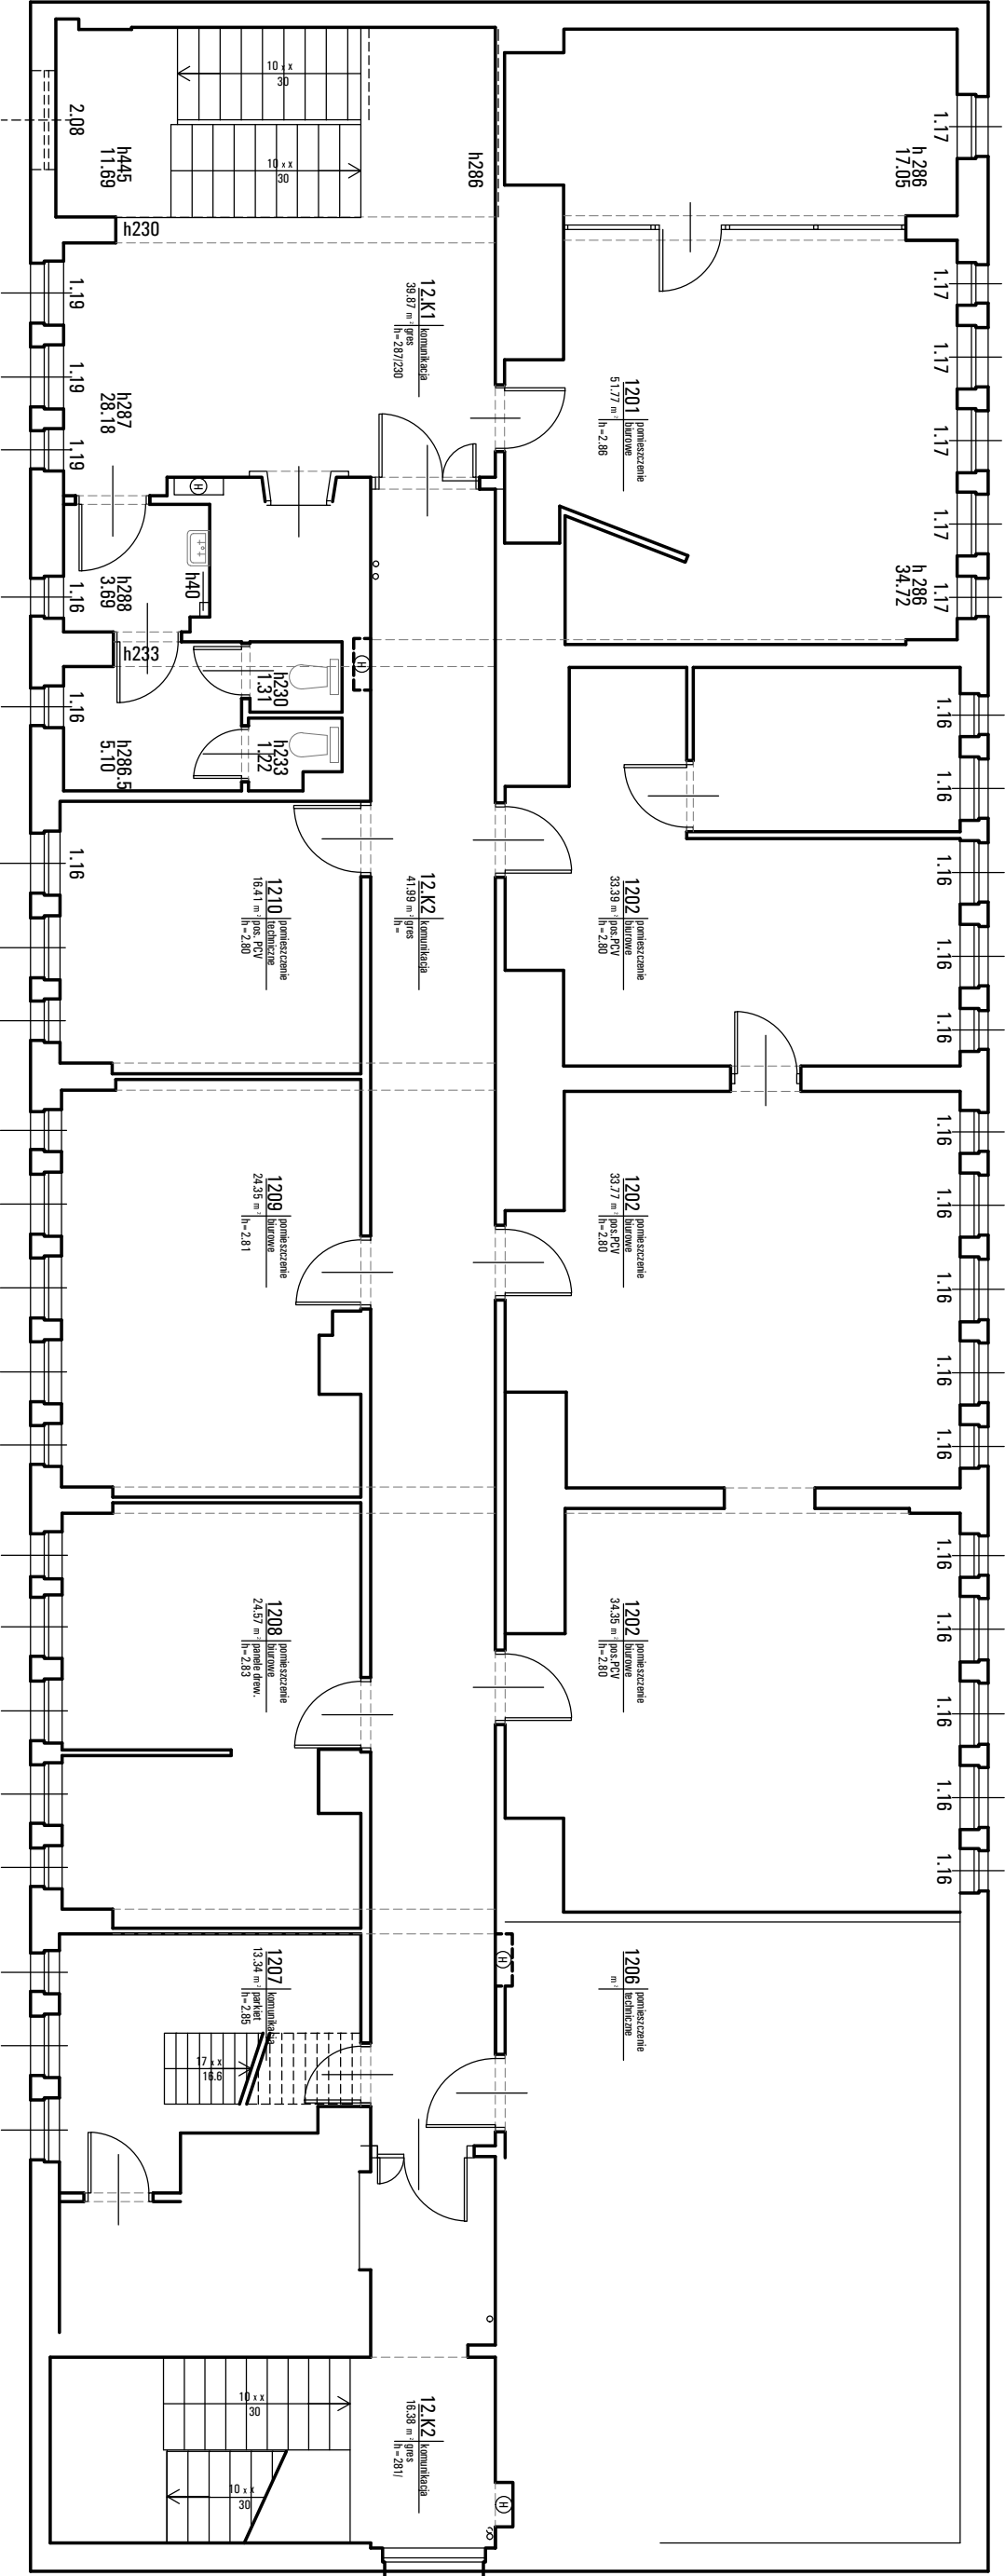 2.08
h445
11.69
10 x x
30
10 x x
30
h286
h230
h 286
17.05
1.17
1.17
1.17
1.17
1.17
1.17
h 286
34.72
1.19
1.19
1.19
h287
28.18
12.K1 komunikacja
39.87 m² gres
h=287/230
1201 pomieszczenie
biurowe
51.77 m²
h=2.86
H
h40
h288
3.69
1.16
h233
H
h230
1.31
h233
1.22
1.16
h286.5
5.10
1.16
1.16
1.16
1.16
1.16
1.16
1210 pomieszczenie
techniczne
16.41 m² pos. PCV
h=2.80
12.K2 komunikacja
41.99 m² gres
h=
1202 pomieszczenie
biurowe
33.39 m² pos.PCV
h=2.80
1.16
1.16
1.16
1.16
1.16
1209 pomieszczenie
biurowe
24.35 m²
h=2.81
1202 pomieszczenie
biurowe
33.77 m² pos.PCV
h=2.80
1.16
1.16
1.16
1.16
1.16
1208 pomieszczenie
biurowe
24.57 m² panele drew.
h=2.83
1202 pomieszczenie
biurowe
34.35 m² pos.PCV
h=2.80
1207 komunikacja
13.34 m² parkiet
h=2.85
17 x x
16.6
H
1206 pomieszczenie
techniczne
m²
10 x x
30
10 x x
30
12.K2 komunikacja
16.38 m² gres
h=281/
H